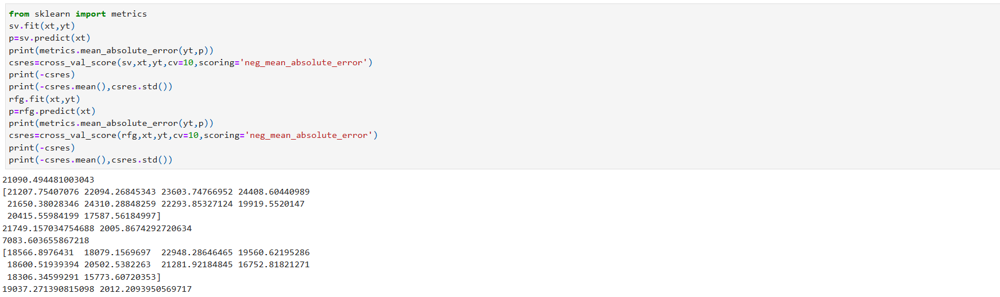 from sklearn import metrics
sv.fit(xt,yt)
p=sv.predict(xt)
print(metrics.mean_absolute_error(yt,p))
csres=cross_val_score(sv,xt,yt,cv=10,scoring='neg_mean_absolute_error')
print(-csres)
print(-csres.mean(),csres.std())
rfg.fit(xt,yt)
p=rfg.predict(xt)
print(metrics.mean_absolute_error(yt,p))
csres=cross_val_score(rfg,xt,yt,cv=10,scoring='neg_mean_absolute_error')
print(-csres)
print(-csres.mean(),csres.std())
21090.494481003043
[21207.75407076 22094.26845343 23603.74766952 24408.60440989
 21650.38028346 24310.28848259 22293.85327124 19919.5520147
 20415.55984199 17587.56184997]
21749.157034754688 2005.8674292720634
7083.603655867218
[18566.8976431  18079.1569697  22948.28646465 19560.62195286
 18600.51939394 20502.5382263  21281.92184845 16752.81821271
 18306.34599291 15773.60720353]
19037.271390815098 2012.2093950569717